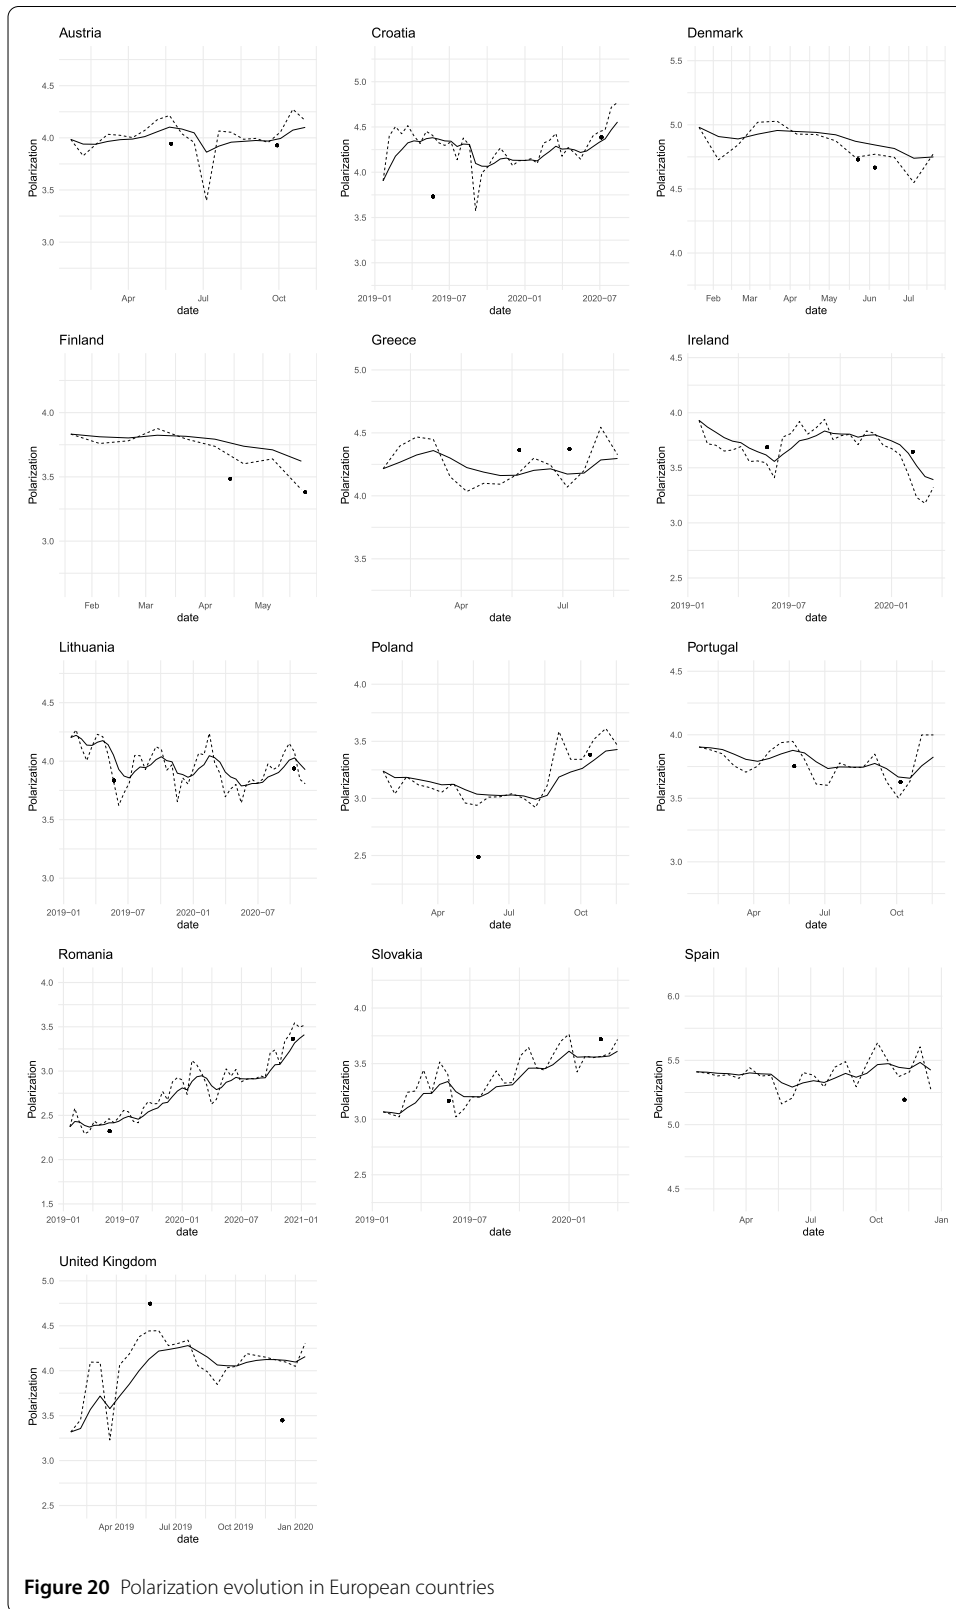 Austria
Polarization
4.5
4.0
3.5
3.0
Apr
Jul
Oct
date
Croatia
Polarization
5.0
4.5
4.0
3.5
3.0
2019−01
2019−07
2020−01
2020−07
date
Denmark
Polarization
5.5
5.0
4.5
4.0
Feb
Mar
Apr
May
Jun
Jul
date
Finland
Polarization
4.0
3.5
3.0
Feb
Mar
Apr
May
date
Greece
Polarization
5.0
4.5
4.0
3.5
Apr
Jul
date
Ireland
Polarization
4.5
4.0
3.5
3.0
2.5
2019−01
2019−07
2020−01
date
Lithuania
Polarization
4.5
4.0
3.5
3.0
2019−01
2019−07
2020−01
2020−07
date
Poland
Polarization
4.0
3.5
3.0
2.5
Apr
Jul
Oct
date
Portugal
Polarization
4.5
4.0
3.5
3.0
Apr
Jul
Oct
date
Romania
Polarization
4.0
3.5
3.0
2.5
2.0
1.5
2019−01
2019−07
2020−01
2020−07
2021−01
date
Slovakia
Polarization
4.0
3.5
3.0
2.5
2019−01
2019−07
2020−01
date
Spain
Polarization
6.0
5.5
5.0
4.5
Apr
Jul
Oct
Jan
date
United Kingdom
Polarization
5.0
4.5
4.0
3.5
3.0
2.5
Apr 2019
Jul 2019
Oct 2019
Jan 2020
date
Figure 20 Polarization evolution in European countries